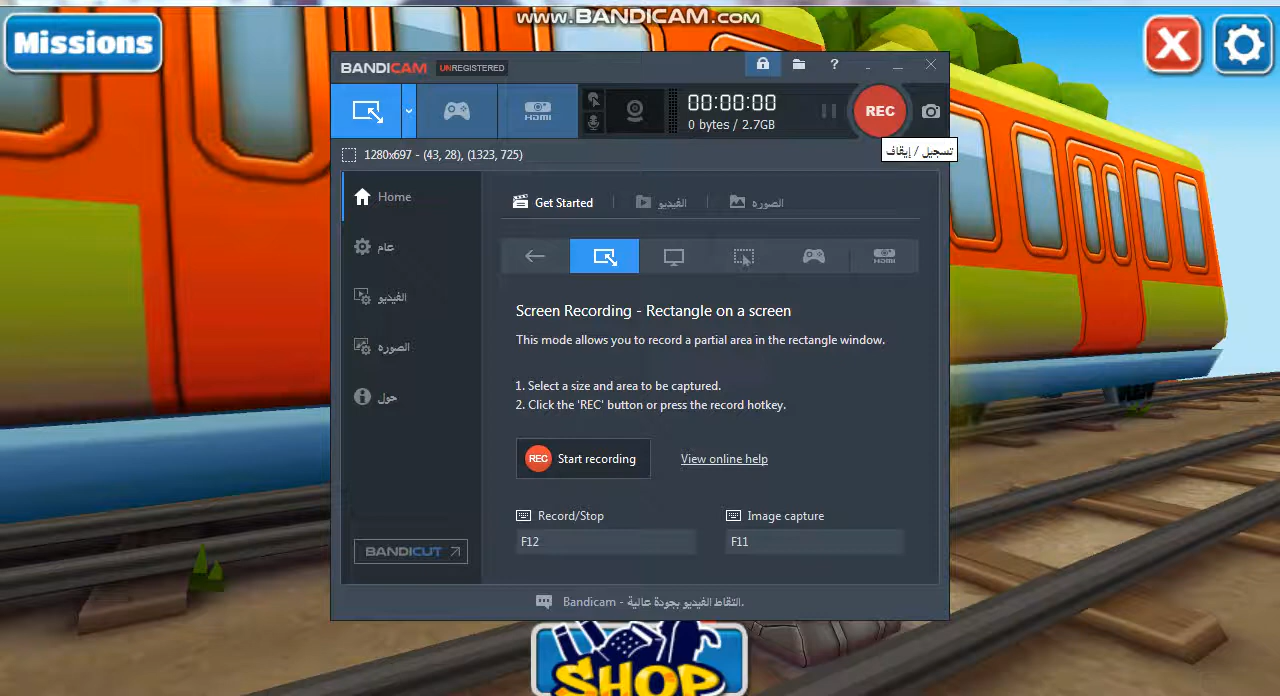 www.BANDICAM.com
Missions
BANDICAM UNREGISTERED
?
HDMI
00:00:00
0 bytes / 2.7GB
REC
تسجيل / إيقاف
1280x697 - (43, 28), (1323, 725)
Home
عام
الفيديو
الصوره
حول
BANDICUT
Get Started
الفيديو
الصوره
HDMI
Screen Recording - Rectangle on a screen
This mode allows you to record a partial area in the rectangle window.
1. Select a size and area to be captured.
2. Click the 'REC' button or press the record hotkey.
REC Start recording
View online help
Record/Stop
Image capture
F12
F11
Bandicam - التقاط الفيديو بجودة عالية.
SHOP